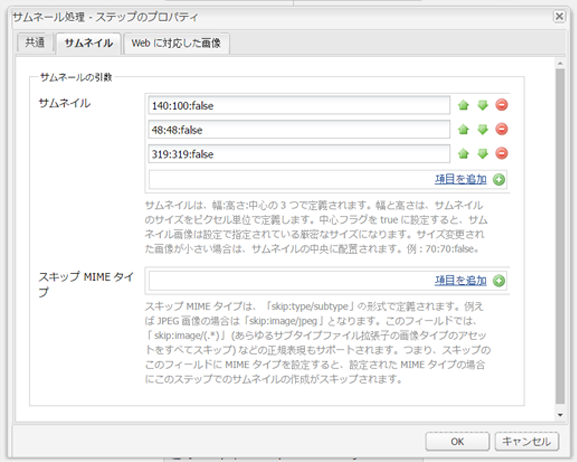 サムネール処理 - ステップのプロパティ
共通
サムネイル
Web に対応した画像
サムネールの引数
サムネイル
140:100:false
48:48:false
319:319:false
項目を追加
サムネイルは、幅:高さ:中心の 3 つで定義されます。幅と高さは、サムネイル
のサイズをピクセル単位で定義します。中心フラグを true に設定すると、サム
ネイル画像は設定で指定されている厳密なサイズになります。サイズ変更され
た画像が小さい場合は、サムネイルの中央に配置されます。例 : 70:70:false。
スキップ MIME タイ
プ
項目を追加
スキップ MIME タイプは、「skip:type/subtype」の形式で定義されます。例え
ば JPEG 画像の場合は「skip:image/jpeg」となります。このフィールドでは、
「skip:image/(.*)」(あらゆるサブタイプファイル拡張子の画像タイプのアセッ
トをすべてスキップ) などの正規表現もサポートされます。つまり、スキップの
このフィールドに MIME タイプを設定すると、設定された MIME タイプの場合
にこのステップでのサムネイルの作成がスキップされます。
OK
キャンセル